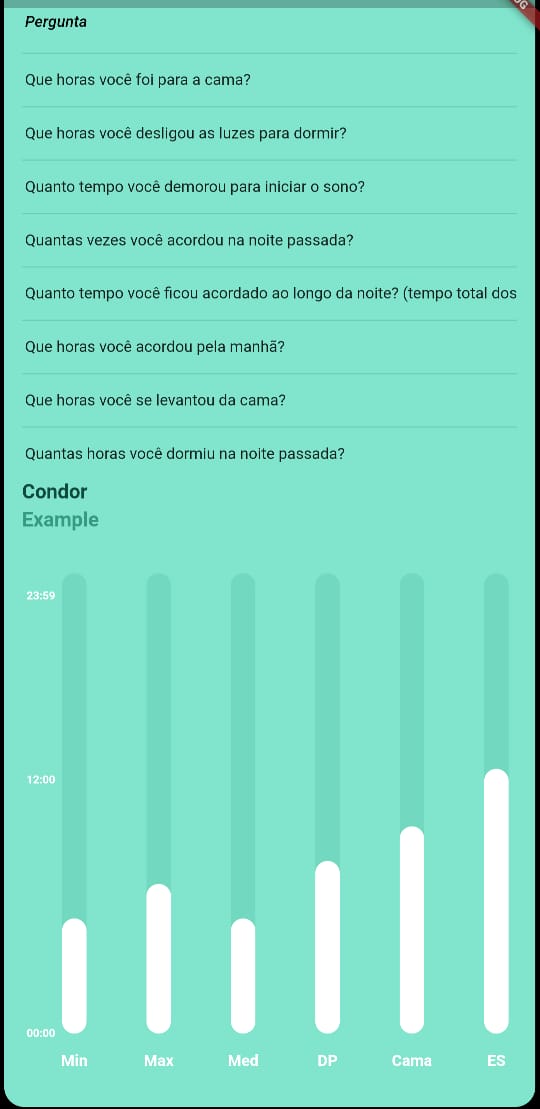 Pergunta
Que horas você foi para a cama?
Que horas você desligou as luzes para dormir?
Quanto tempo você demorou para iniciar o sono?
Quantas vezes você acordou na noite passada?
Quanto tempo você ficou acordado ao longo da noite? (tempo total dos
Que horas você acordou pela manhã?
Que horas você se levantou da cama?
Quantas horas você dormiu na noite passada?
Condor
Example
23:59
12:00
00:00
Min Max Med DP Cama ES